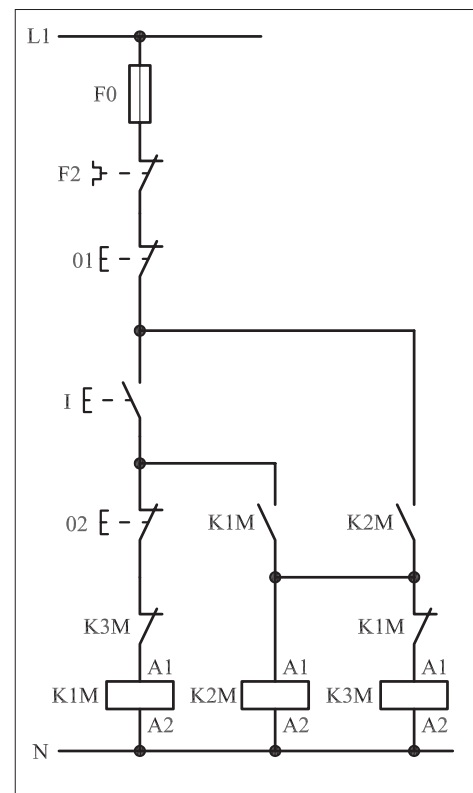 L1
F0
F2
01
I
02 K1M K2M
K3M K1M
A1 A1 A1
K1M K2M K3M
A2 A2 A2
N